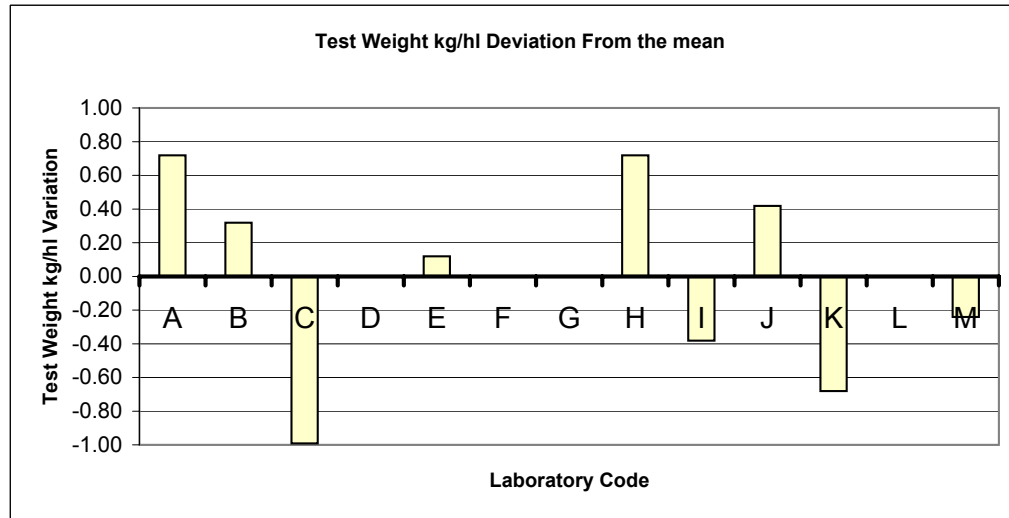 Test Weight kg/hl Deviation From the mean
Test Weight kg/hl Variation
1.00
0.80
0.60
0.40
0.20
0.00
-0.20
-0.40
-0.60
-0.80
-1.00
A B C D E F G H I J K L M
Laboratory Code